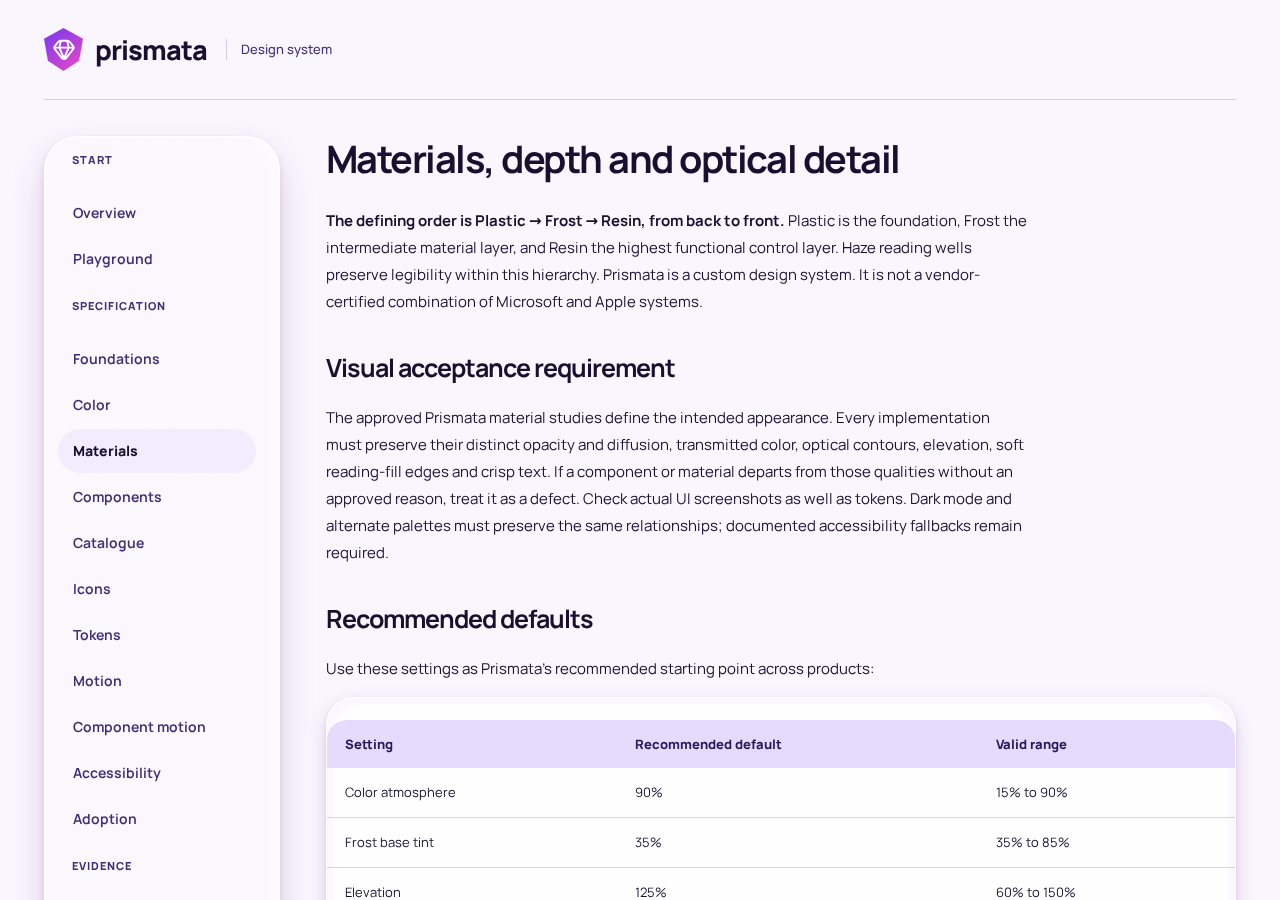 prismata
Design system
START
Overview
Playground
SPECIFICATION
Foundations
Color
Materials
Components
Catalogue
Icons
Tokens
Motion
Component motion
Accessibility
Adoption
EVIDENCE
Materials, depth and optical detail
The defining order is Plastic → Frost → Resin, from back to front. Plastic is the foundation, Frost the
intermediate material layer, and Resin the highest functional control layer. Haze reading wells
preserve legibility within this hierarchy. Prismata is a custom design system. It is not a vendor-
certified combination of Microsoft and Apple systems.
Visual acceptance requirement
The approved Prismata material studies define the intended appearance. Every implementation
must preserve their distinct opacity and diffusion, transmitted color, optical contours, elevation, soft
reading-fill edges and crisp text. If a component or material departs from those qualities without an
approved reason, treat it as a defect. Check actual UI screenshots as well as tokens. Dark mode and
alternate palettes must preserve the same relationships; documented accessibility fallbacks remain
required.
Recommended defaults
Use these settings as Prismata's recommended starting point across products:
Setting Recommended default Valid range
Color atmosphere 90% 15% to 90%
Frost base tint 35% 35% to 85%
Elevation 125% 60% to 150%